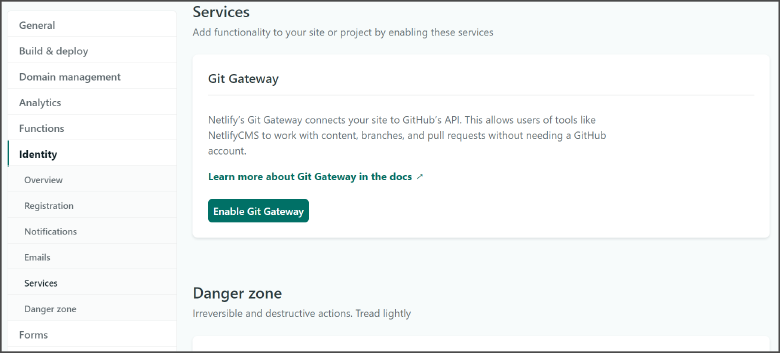 General
Build & deploy
Domain management
Analytics
Functions
Identity
Overview
Registration
Notifications
Emails
Services
Danger zone
Forms
Services
Add functionality to your site or project by enabling these services
Git Gateway
Netlify's Git Gateway connects your site to GitHub's API. This allows users of tools like
NetlifyCMS to work with content, branches, and pull requests without needing a GitHub
account.
Learn more about Git Gateway in the docs ↗
Enable Git Gateway
Danger zone
Irreversible and destructive actions. Tread lightly